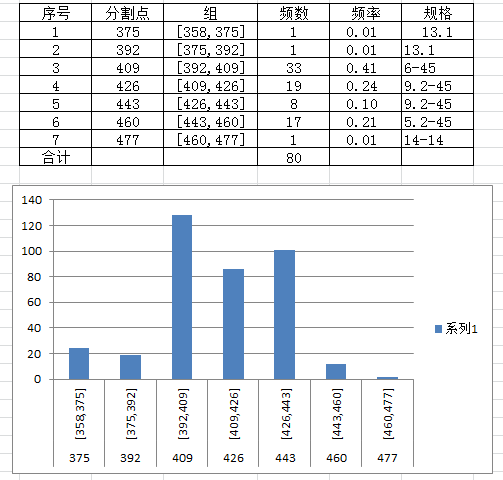 序号 分割点 组 频数 频率 规格
1 375 [358,375] 1 0.01 13.1
2 392 [375,392] 1 0.01 13.1
3 409 [392,409] 33 0.41 6-45
4 426 [409,426] 19 0.24 9.2-45
5 443 [426,443] 8 0.10 9.2-45
6 460 [443,460] 17 0.21 5.2-45
7 477 [460,477] 1 0.01 14-14
合计 80
140
120
100
80
60
40
20
0
系列1
[358,375] [375,392] [392,409] [409,426] [426,443] [443,460] [460,477]
375 392 409 426 443 460 477